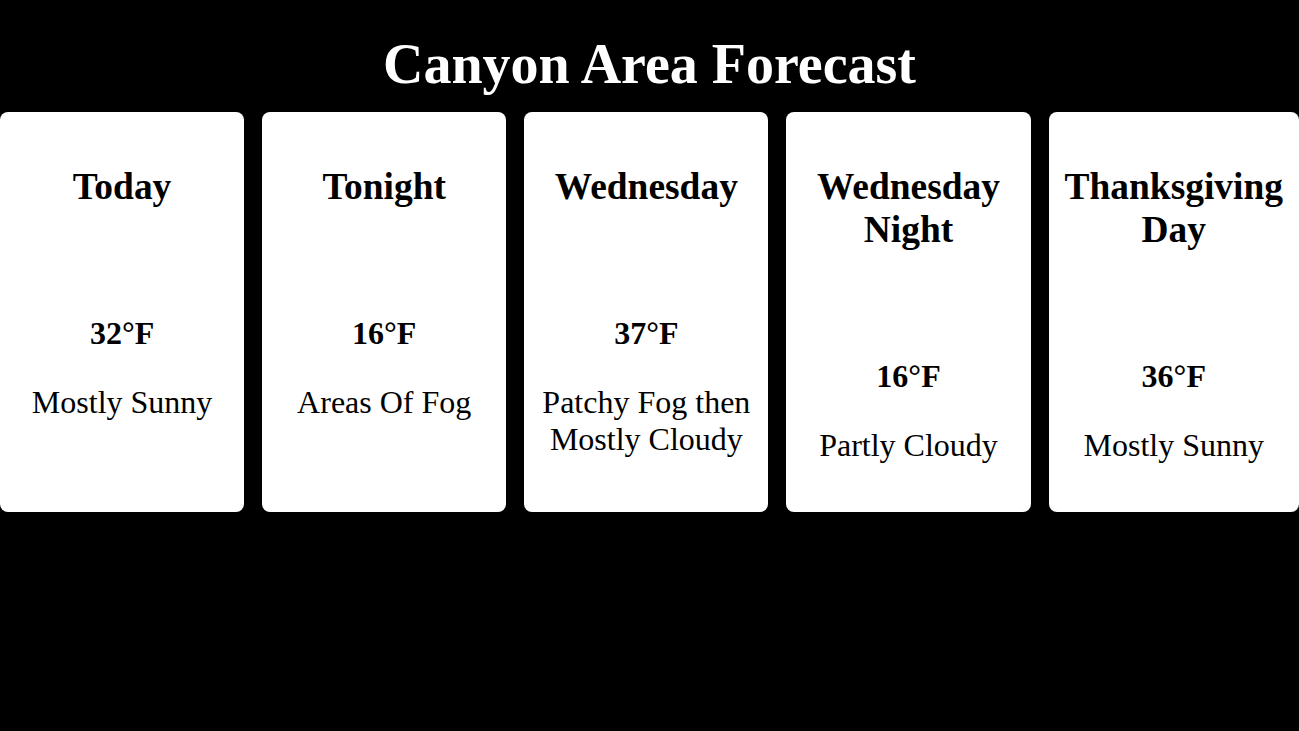 Canyon Area Forecast
Today
32°F
Mostly Sunny
Tonight
16°F
Areas Of Fog
Wednesday
37°F
Patchy Fog then
Mostly Cloudy
Wednesday
Night
16°F
Partly Cloudy
Thanksgiving
Day
36°F
Mostly Sunny